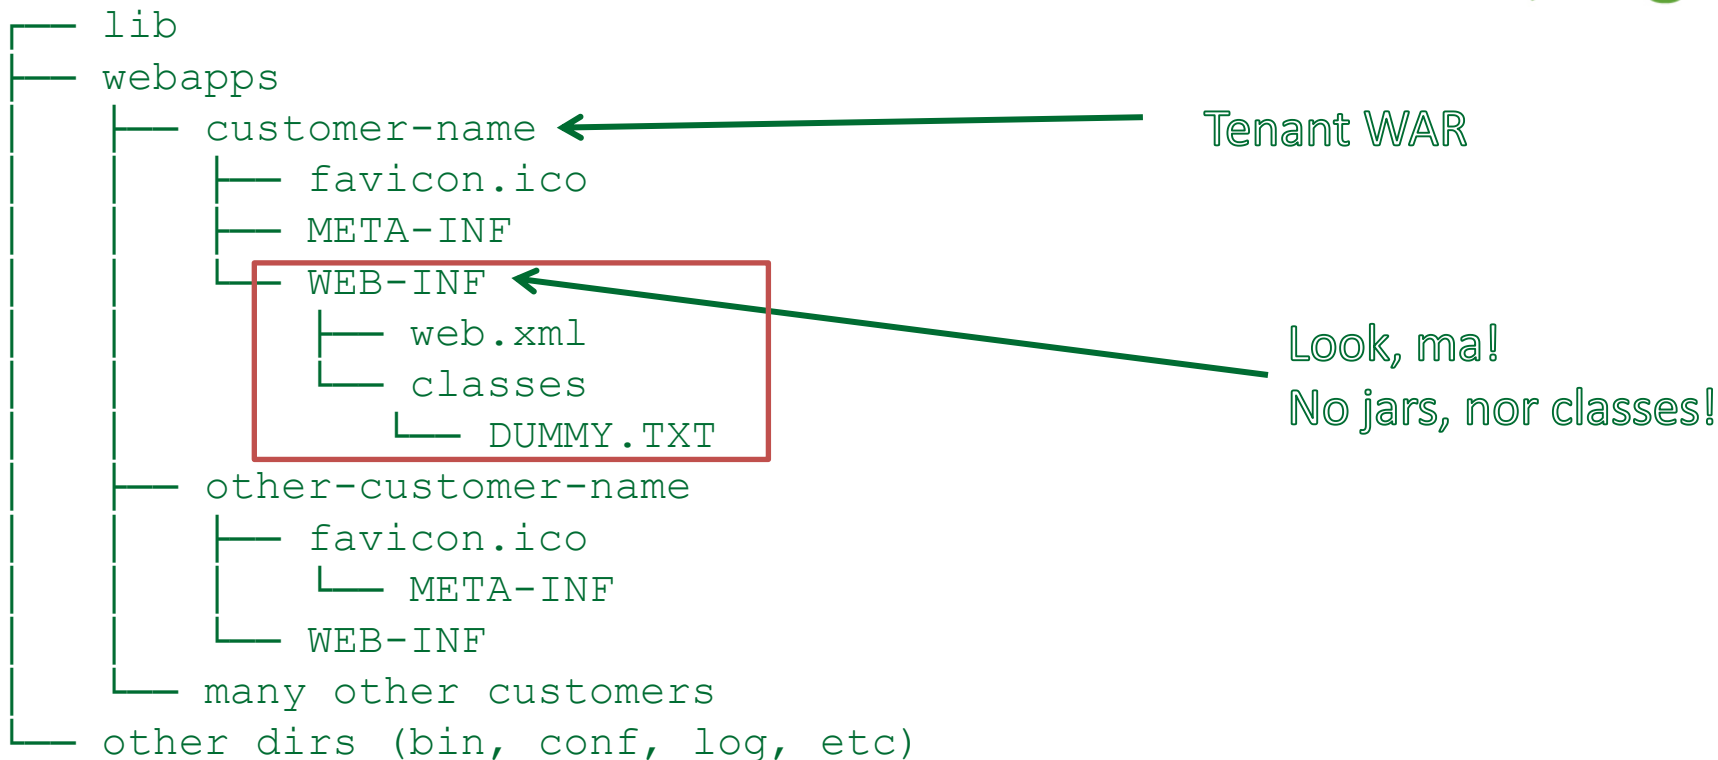 lib
webapps
customer-name
Tenant WAR
favicon.ico
META-INF
WEB-INF
web.xml
Look, ma!
classes
No jars, nor classes!
DUMMY.TXT
other-customer-name
favicon.ico
META-INF
WEB-INF
many other customers
other dirs (bin, conf, log, etc)